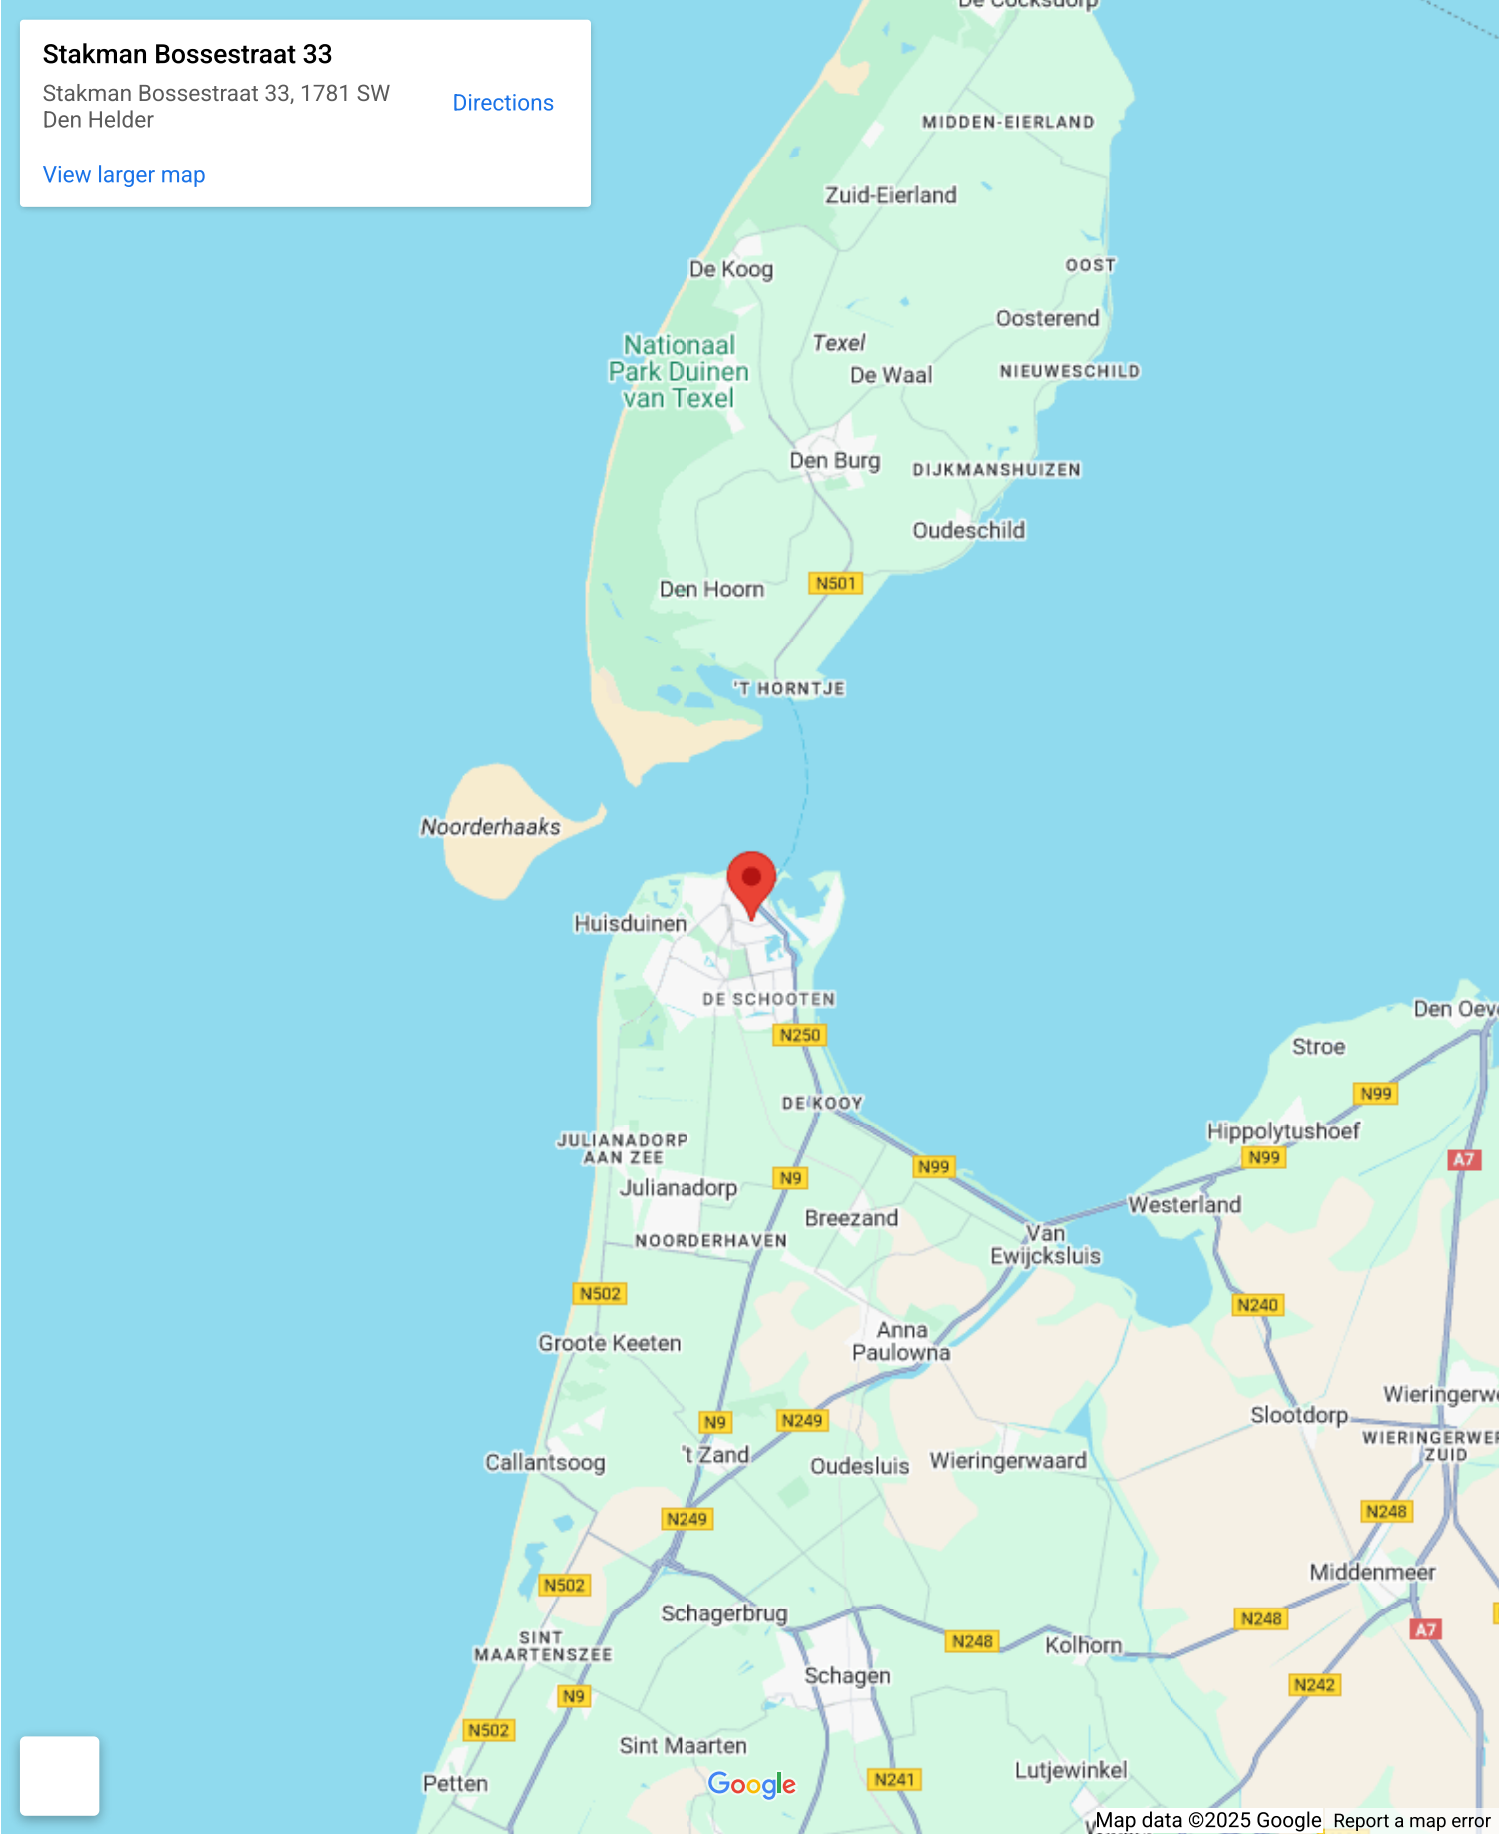 Stakman Bossestraat 33
Stakman Bossestraat 33, 1781 SW
Den Helder
Directions
View larger map
De Cocksdorp
MIDDEN-EIERLAND
Zuid-Eierland
De Koog
OOST
Oosterend
Nationaal
Park Duinen
van Texel
Texel
De Waal
NIEUWESCHILD
Den Burg
DIJKMANSHUIZEN
Oudeschild
N501
Den Hoorn
'T HORNTJE
Noorderhaaks
Huisduinen
DE SCHOOTEN
N250
Den Oeve
Stroe
N99
DE KOOY
Hippolytushoef
N99
JULIANADORP
AAN ZEE
N99
A7
N9
Julianadorp
Westerland
Breezand
NOORDERHAVEN
Van
Ewijcksluis
N502
N240
Groote Keeten
Anna
Paulowna
Wieringerwe
N9
N249
Slootdorp
WIERINGERWER
ZUID
't Zand
Callantsoog
Oudesluis
Wieringerwaard
N249
N248
N502
Middenmeer
Schagerbrug
N248
A7
SINT
MAARTENSZEE
N248
Kolhorn
Schagen
N242
N9
N502
Sint Maarten
Lutjewinkel
Petten
Google
N241
Map data ©2025 Google
Report a map error